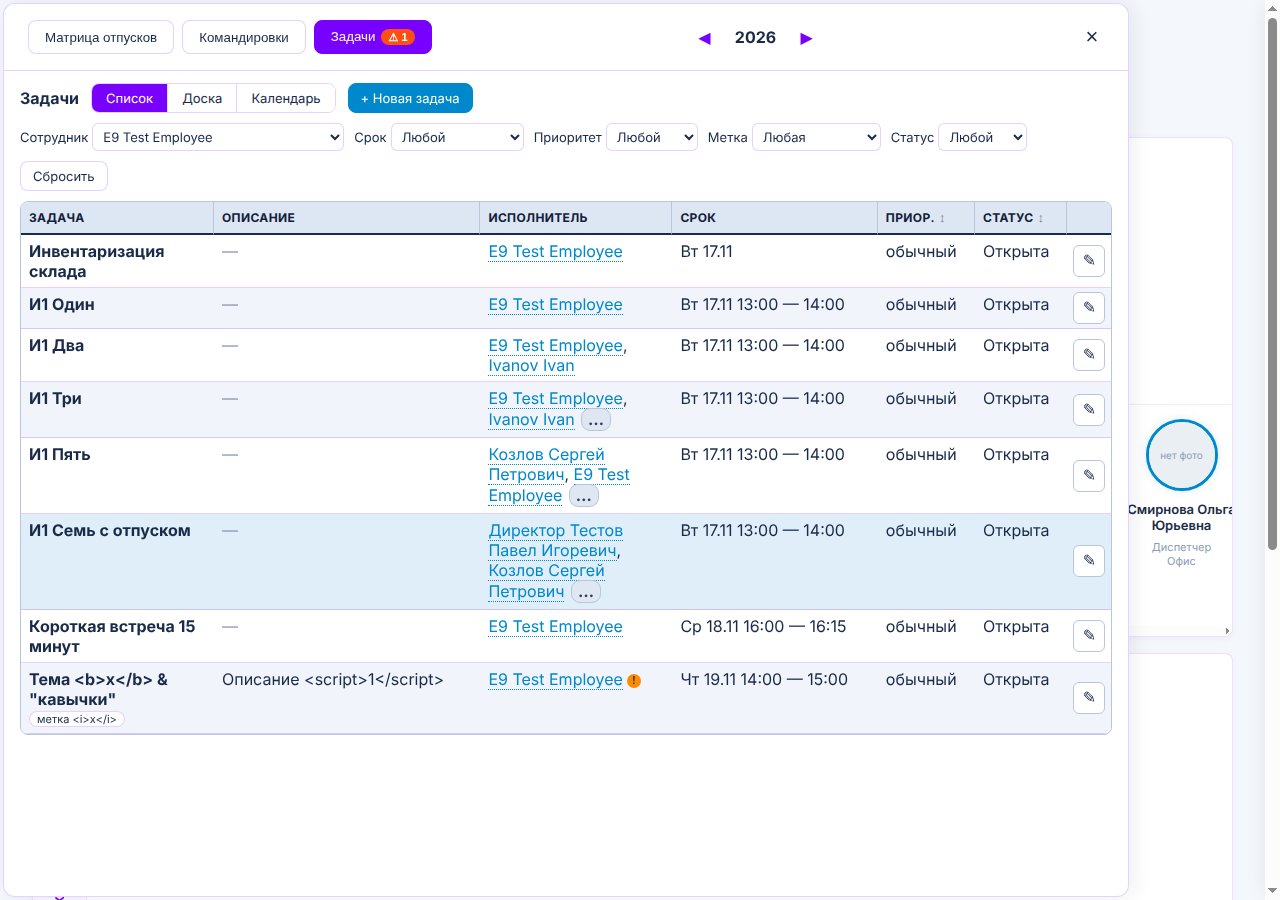 Матрица отпусков
Командировки
Задачи ⚠ 1
◀ 2026 ▶
×
Задачи
Список
Доска
Календарь
+ Новая задача
Сотрудник E9 Test Employee
Срок Любой
Приоритет Любой
Метка Любая
Статус Любой
Сбросить
ЗАДАЧА ОПИСАНИЕ ИСПОЛНИТЕЛЬ СРОК ПРИОР. ↕ СТАТУС ↕
Инвентаризация
склада
—
E9 Test Employee
Вт 17.11
обычный
Открыта
✎
И1 Один
—
E9 Test Employee
Вт 17.11 13:00 — 14:00
обычный
Открыта
✎
И1 Два
—
E9 Test Employee,
Ivanov Ivan
Вт 17.11 13:00 — 14:00
обычный
Открыта
✎
И1 Три
—
E9 Test Employee,
Ivanov Ivan ...
Вт 17.11 13:00 — 14:00
обычный
Открыта
✎
И1 Пять
—
Козлов Сергей
Петрович, E9 Test
Employee ...
Вт 17.11 13:00 — 14:00
обычный
Открыта
✎
И1 Семь с отпуском
—
Директор Тестов
Павел Игоревич,
Козлов Сергей
Петрович ...
Вт 17.11 13:00 — 14:00
обычный
Открыта
✎
Короткая встреча 15
минут
—
E9 Test Employee
Ср 18.11 16:00 — 16:15
обычный
Открыта
✎
Тема <b>x</b> &
"кавычки"
метка <i>x</i>
Описание <script>1</script>
E9 Test Employee !
Чт 19.11 14:00 — 15:00
обычный
Открыта
✎
нет фото
Смирнова Ольга
Юрьевна
Диспетчер
Офис